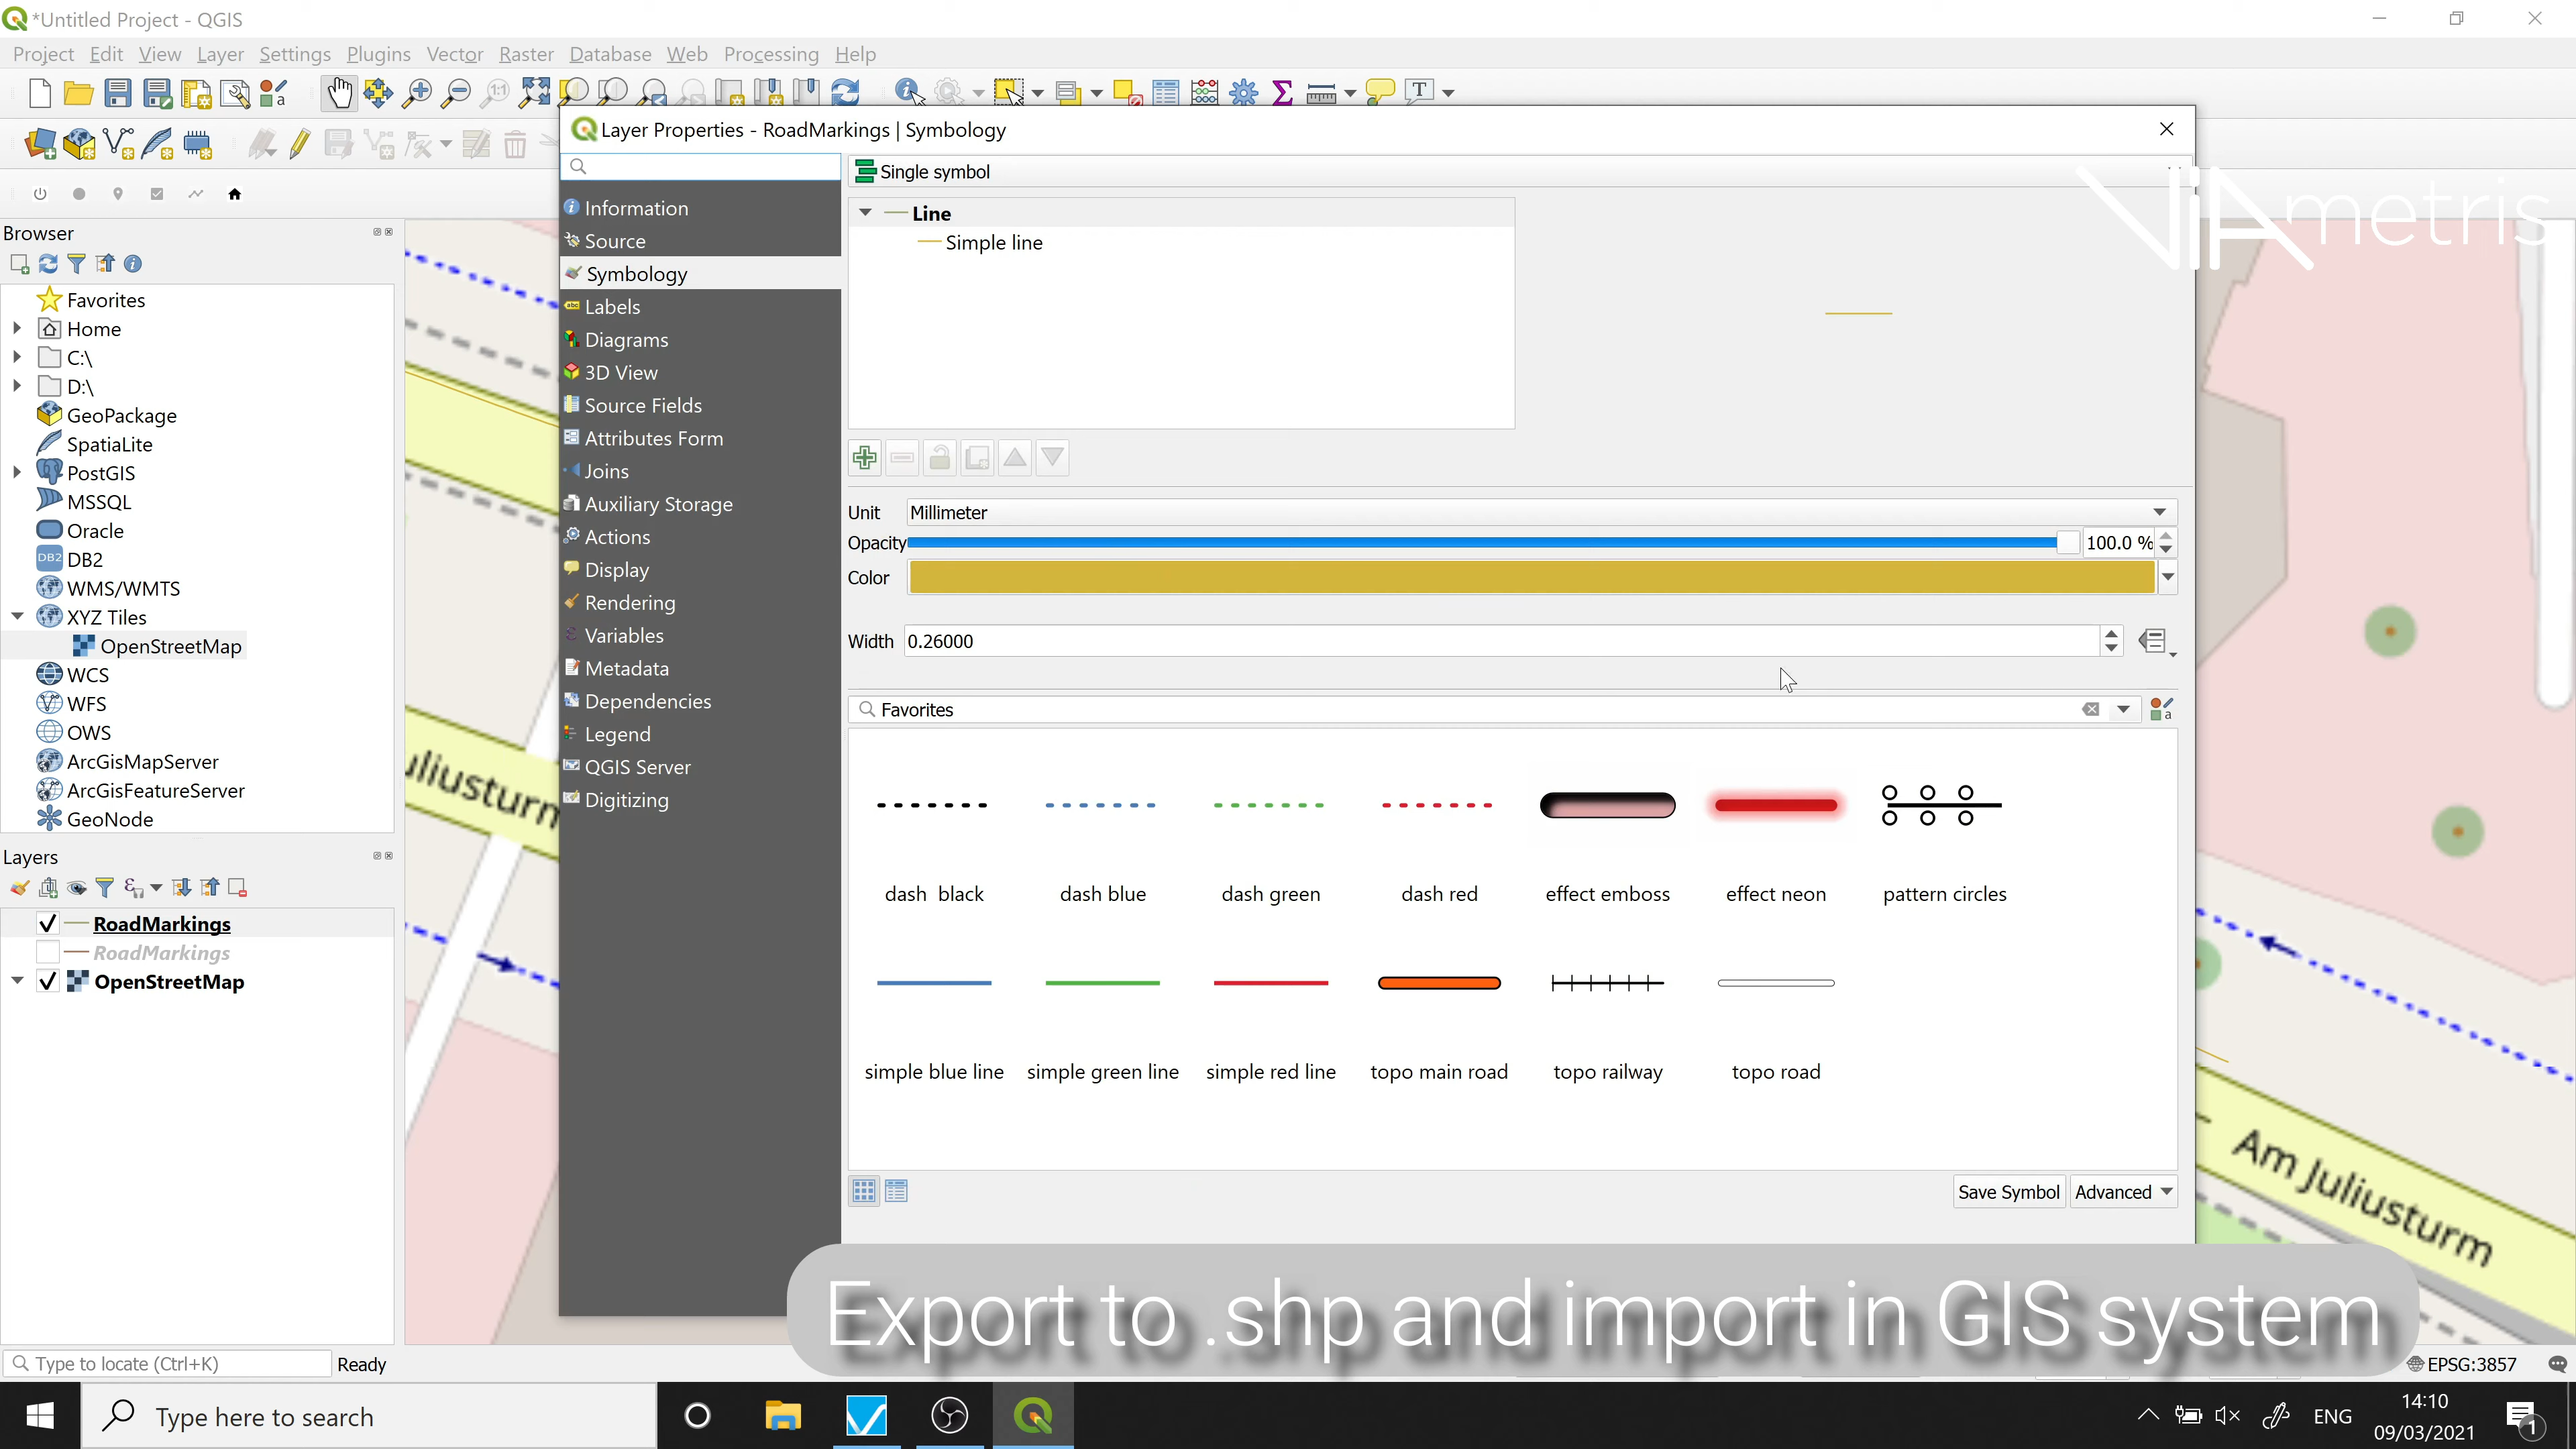 *Untitled Project - QGIS
Project Edit View Layer Settings Plugins Vector Raster Database Web Processing Help
Layer Properties - RoadMarkings | Symbology
Single symbol
ViAmetris
Information
Source
Symbology
Labels
Diagrams
3D View
Source Fields
Attributes Form
Joins
Auxiliary Storage
Actions
Display
Rendering
Variables
Metadata
Dependencies
Legend
QGIS Server
Digitizing
Line
Simple line
Unit Millimeter
Opacity 100.0 %
Color
Width 0.26000
Favorites
dash black dash blue dash green dash red effect emboss effect neon pattern circles
simple blue line simple green line simple red line topo main road topo railway topo road
Save Symbol Advanced
Browser
Favorites
Home
C:\
D:\
GeoPackage
SpatiaLite
PostGIS
MSSQL
Oracle
DB2 DB2
WMS/WMTS
XYZ Tiles
OpenStreetMap
WCS
WFS
OWS
ArcGisMapServer
ArcGisFeatureServer
GeoNode
Layers
RoadMarkings
RoadMarkings
OpenStreetMap
uliusturm
Am Juliusturm
Export to .shp and import in GIS system
Type to locate (Ctrl+K) Ready
EPSG:3857
Type here to search
ENG
14:10
09/03/2021
1